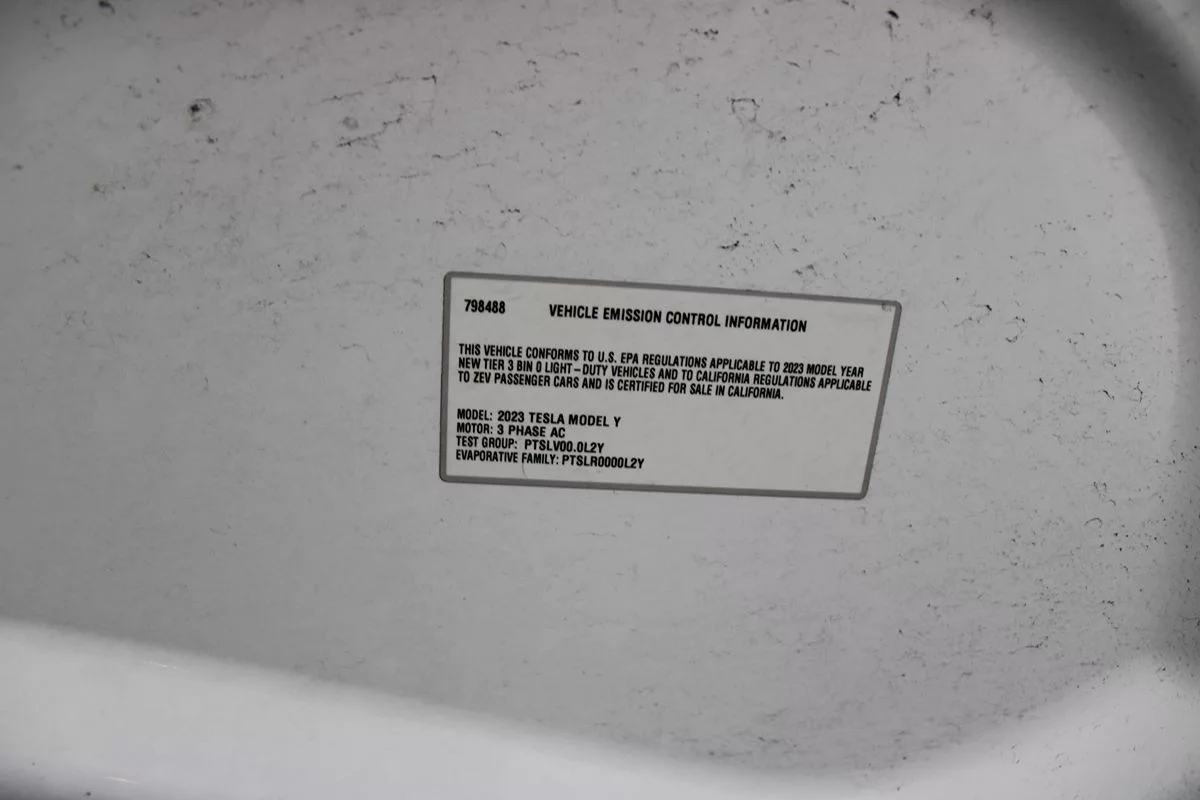 798488 VEHICLE EMISSION CONTROL INFORMATION
THIS VEHICLE CONFORMS TO U.S. EPA REGULATIONS APPLICABLE TO 2023 MODEL YEAR
NEW TIER 3 BIN 0 LIGHT-DUTY VEHICLES AND TO CALIFORNIA REGULATIONS APPLICABLE
TO ZEV PASSENGER CARS AND IS CERTIFIED FOR SALE IN CALIFORNIA.
MODEL: 2023 TESLA MODEL Y
MOTOR: 3 PHASE AC
TEST GROUP: PTSLV00.0L2Y
EVAPORATIVE FAMILY: PTSLR0000L2Y